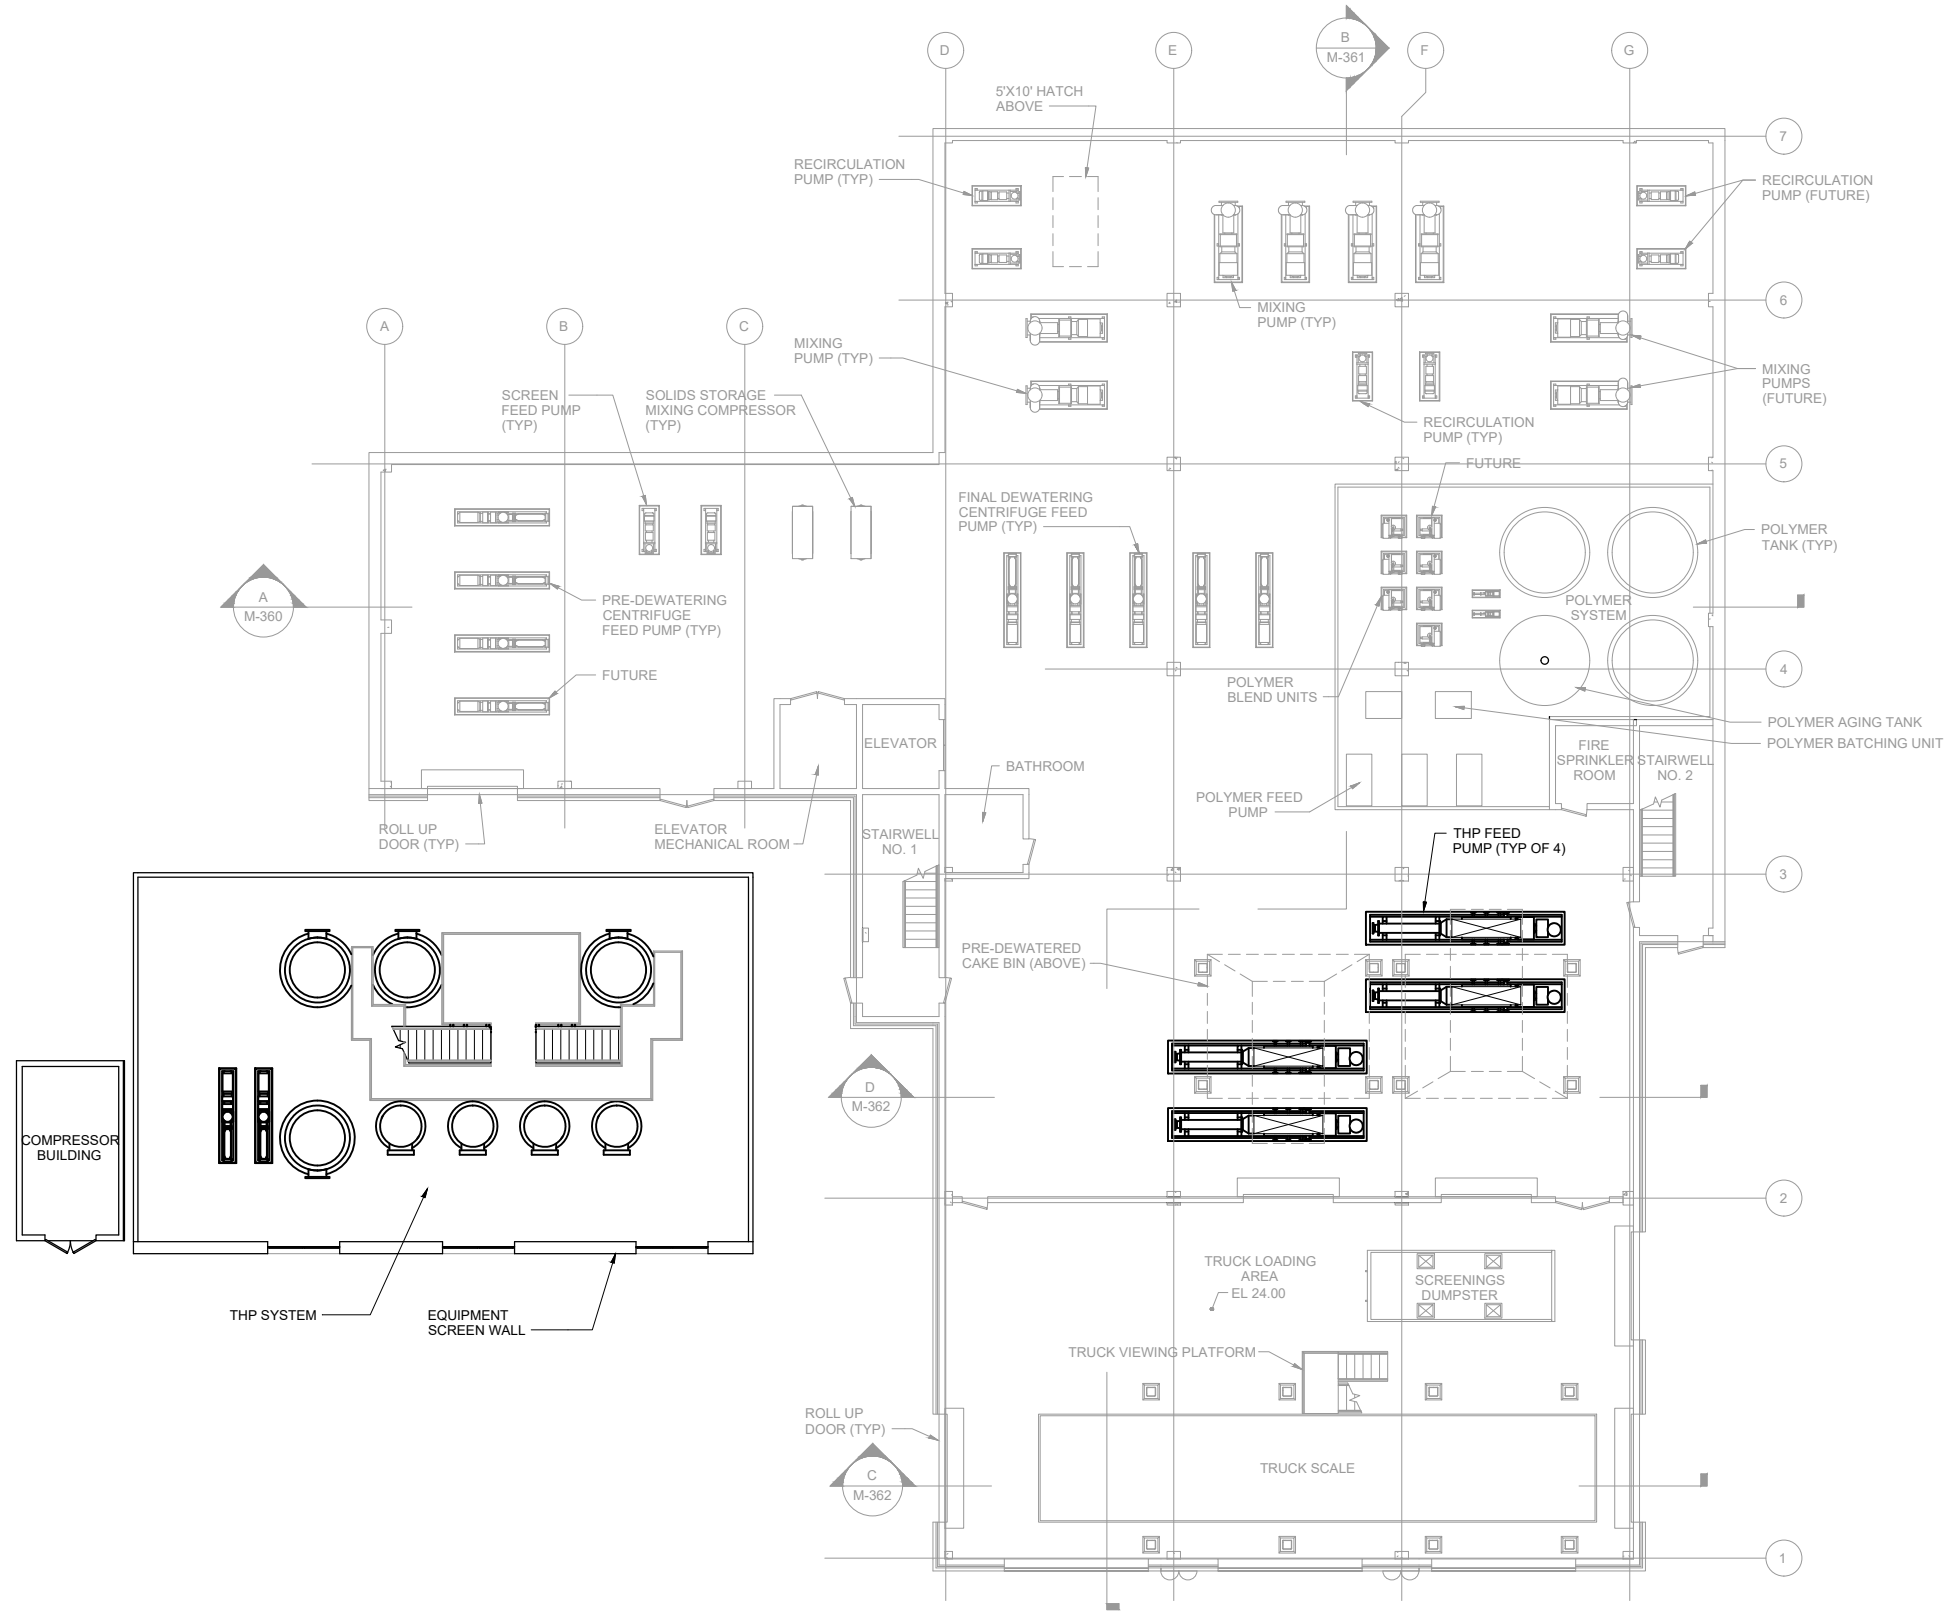 D
E
B
M-361
F
G
5'X10' HATCH
ABOVE
7
RECIRCULATION
PUMP (TYP)
RECIRCULATION
PUMP (FUTURE)
6
MIXING
PUMP (TYP)
A
B
C
MIXING
PUMP (TYP)
MIXING
PUMPS
(FUTURE)
SCREEN
FEED PUMP
(TYP)
SOLIDS STORAGE
MIXING COMPRESSOR
(TYP)
RECIRCULATION
PUMP (TYP)
FUTURE
5
FINAL DEWATERING
CENTRIFUGE FEED
PUMP (TYP)
POLYMER
TANK (TYP)
A
M-360
PRE-DEWATERING
CENTRIFUGE
FEED PUMP (TYP)
POLYMER
SYSTEM
FUTURE
4
POLYMER
BLEND UNITS
POLYMER AGING TANK
POLYMER BATCHING UNIT
ELEVATOR
FIRE
SPRINKLER
ROOM
STAIRWELL
NO. 2
BATHROOM
POLYMER FEED
PUMP
ROLL UP
DOOR (TYP)
ELEVATOR
MECHANICAL ROOM
STAIRWELL
NO. 1
THP FEED
PUMP (TYP OF 4)
3
PRE-DEWATERED
CAKE BIN (ABOVE)
D
M-362
COMPRESSOR
BUILDING
2
TRUCK LOADING
AREA
EL 24.00
SCREENINGS
DUMPSTER
THP SYSTEM
EQUIPMENT
SCREEN WALL
TRUCK VIEWING PLATFORM
ROLL UP
DOOR (TYP)
C
M-362
TRUCK SCALE
1